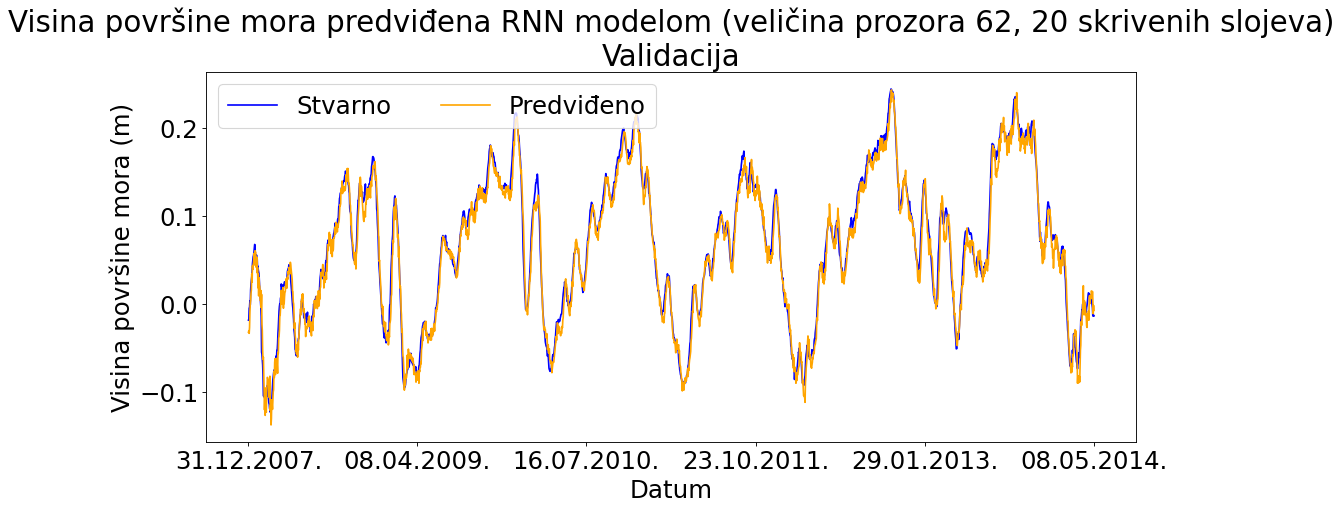 Visina površine mora predviđena RNN modelom (veličina prozora 62, 20 skrivenih slojeva)
Validacija
Stvarno Predviđeno
Visina površine mora (m)
0.2
0.1
0.0
−0.1
31.12.2007. 08.04.2009. 16.07.2010. 23.10.2011. 29.01.2013. 08.05.2014.
Datum